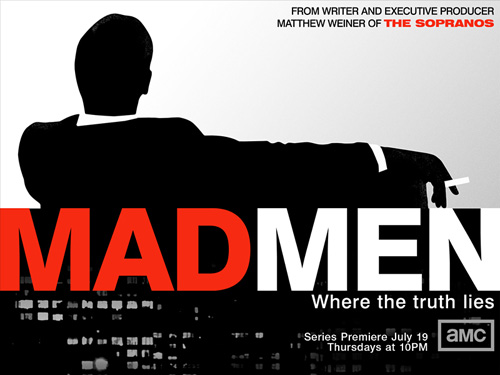 FROM WRITER AND EXECUTIVE PRODUCER
MATTHEW WEINER OF THE SOPRANOS
MADMEN
Where the truth lies
Series Premiere July 19
Thursdays at 10PM
aMC